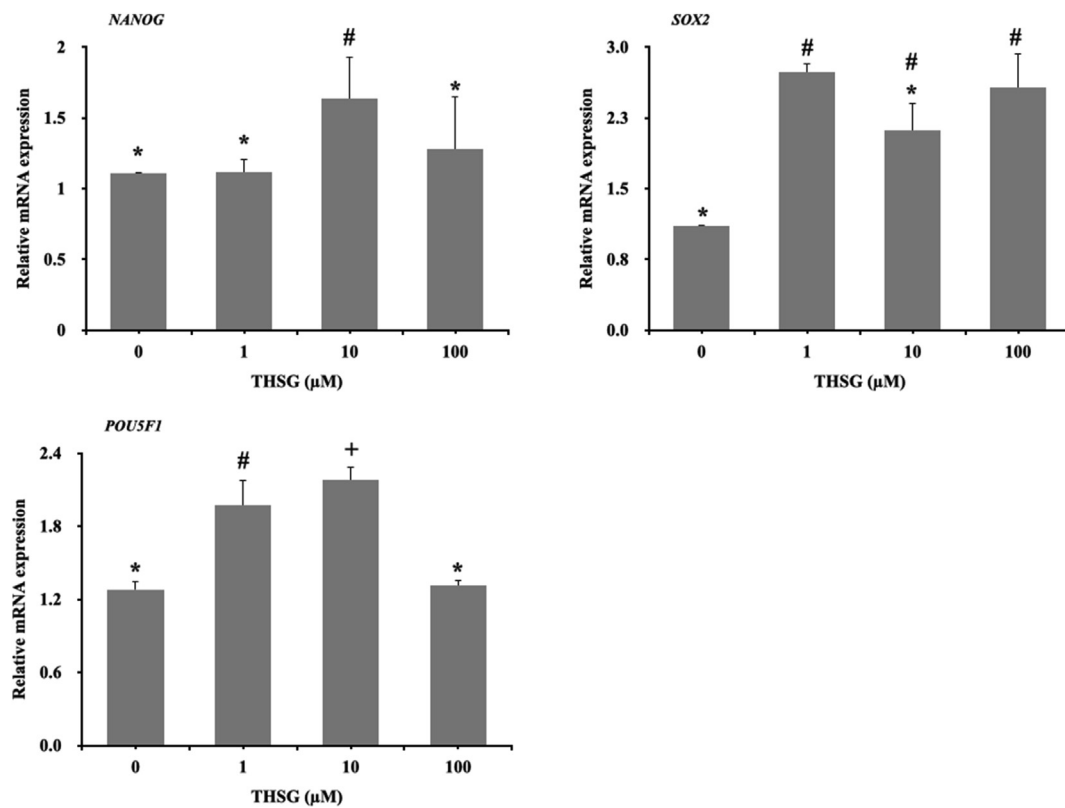 NANOG
#
2
*
*
*
1.5
1
0.5
0
Relative mRNA expression
0 1 10 100
THSG (µM)
SOX2
# # #
*
*
3.0
2.3
1.5
0.8
0.0
Relative mRNA expression
0 1 10 100
THSG (µM)
POU5F1
# +
* *
2.4
1.8
1.2
0.6
0.0
Relative mRNA expression
0 1 10 100
THSG (µM)